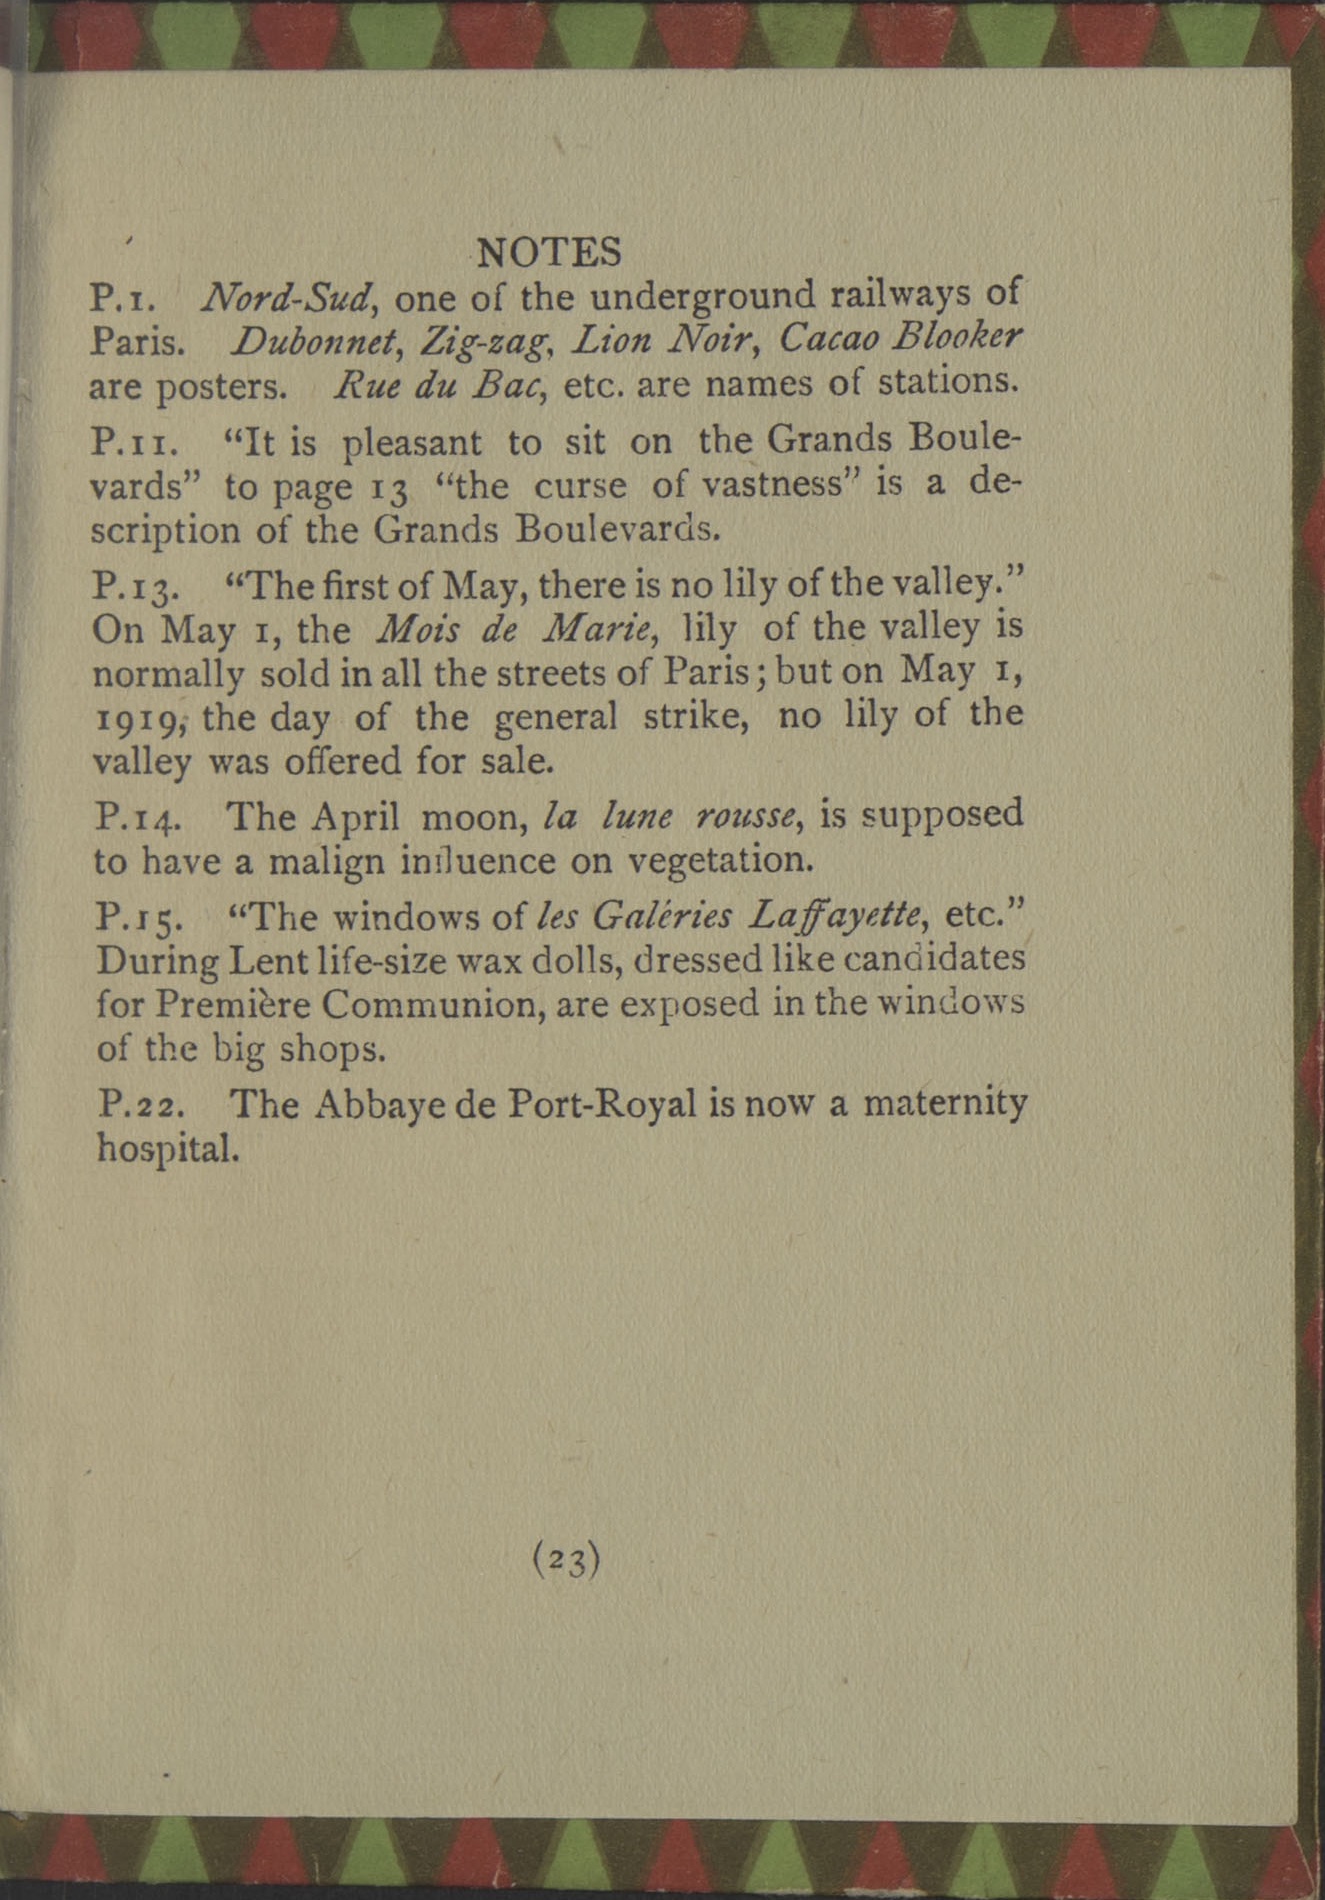 NOTES
P.1. Nord-Sud, one of the underground railways of
Paris. Dubonnet, Zig-zag, Lion Noir, Cacao Blooker
are posters. Rue du Bac, etc. are names of stations.
P.11. “It is pleasant to sit on the Grands Boule-
vards” to page 13 “the curse of vastness” is a de-
scription of the Grands Boulevards.
P.13. “The first of May, there is no lily of the valley.”
On May 1, the Mois de Marie, lily of the valley is
normally sold in all the streets of Paris; but on May 1,
1919, the day of the general strike, no lily of the
valley was offered for sale.
P.14. The April moon, la lune rousse, is supposed
to have a malign influence on vegetation.
P.15. “The windows of les Galéries Laffayette, etc.”
During Lent life-size wax dolls, dressed like candidates
for Première Communion, are exposed in the windows
of the big shops.
P.22. The Abbaye de Port-Royal is now a maternity
hospital.
(23)